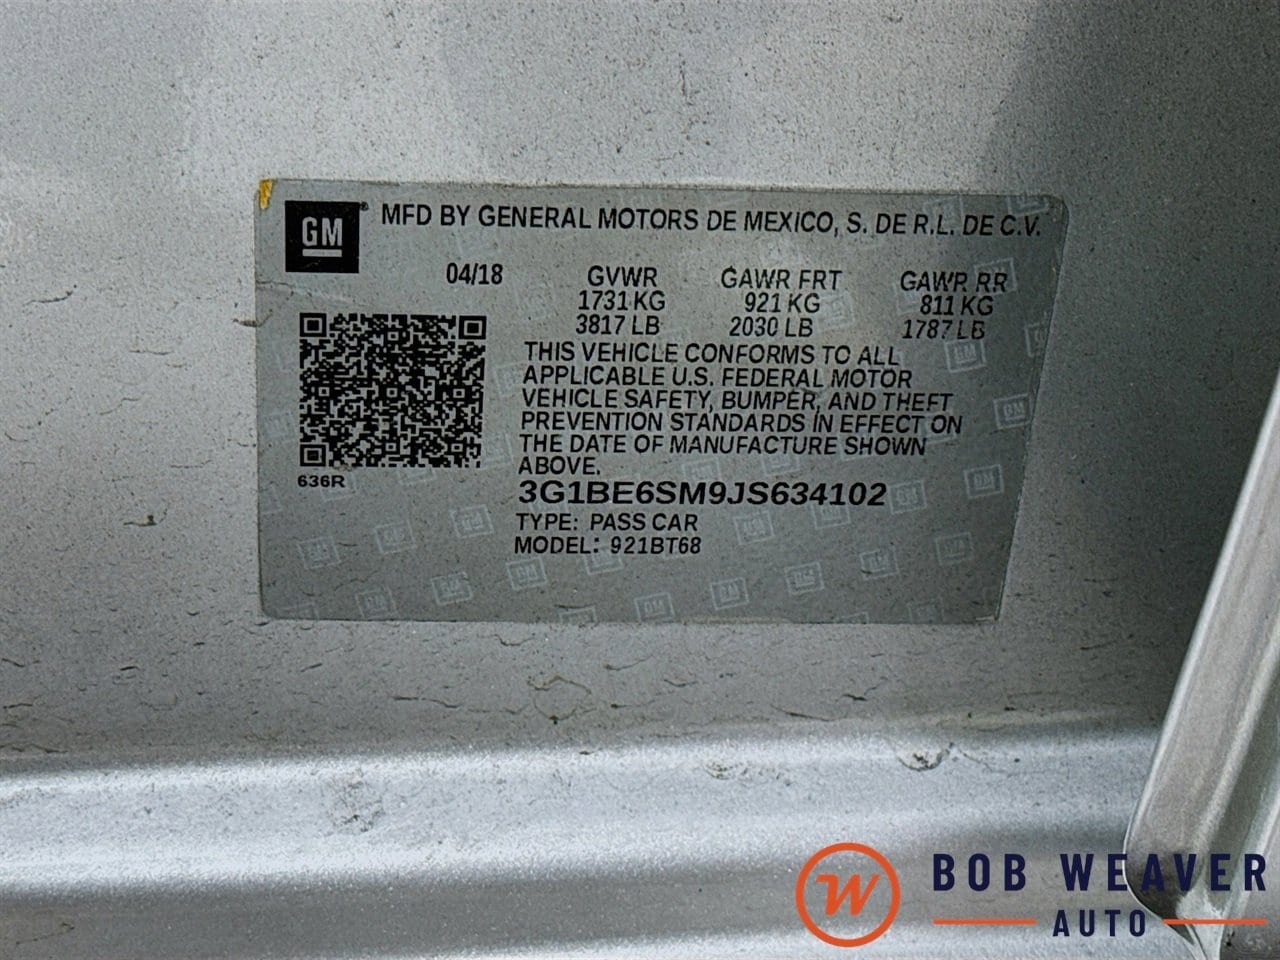 GM® MFD BY GENERAL MOTORS DE MEXICO, S. DE R.L. DE C.V.
04/18 GVWR GAWR FRT GAWR RR
1731 KG 921 KG 811 KG
3817 LB 2030 LB 1787 LB
THIS VEHICLE CONFORMS TO ALL
APPLICABLE U.S. FEDERAL MOTOR
VEHICLE SAFETY, BUMPER, AND THEFT
PREVENTION STANDARDS IN EFFECT ON
THE DATE OF MANUFACTURE SHOWN
ABOVE.
636R
3G1BE6SM9JS634102
TYPE: PASS CAR
MODEL: 921BT68
W BOB WEAVER
AUTO